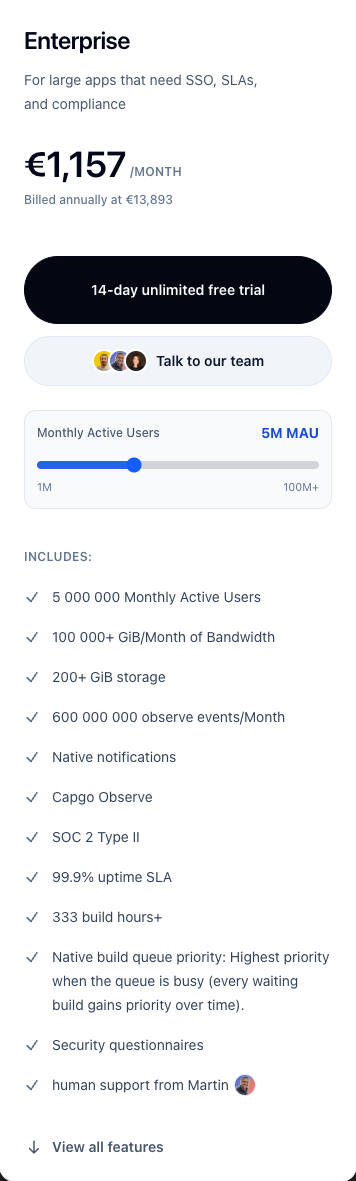 Enterprise
For large apps that need SSO, SLAs,
and compliance
€1,157 /MONTH
Billed annually at €13,893
14-day unlimited free trial
Talk to our team
Monthly Active Users 5M MAU
1M 100M+
INCLUDES:
5 000 000 Monthly Active Users
100 000+ GiB/Month of Bandwidth
200+ GiB storage
600 000 000 observe events/Month
Native notifications
Capgo Observe
SOC 2 Type II
99.9% uptime SLA
333 build hours+
Native build queue priority: Highest priority
when the queue is busy (every waiting
build gains priority over time).
Security questionnaires
human support from Martin
View all features